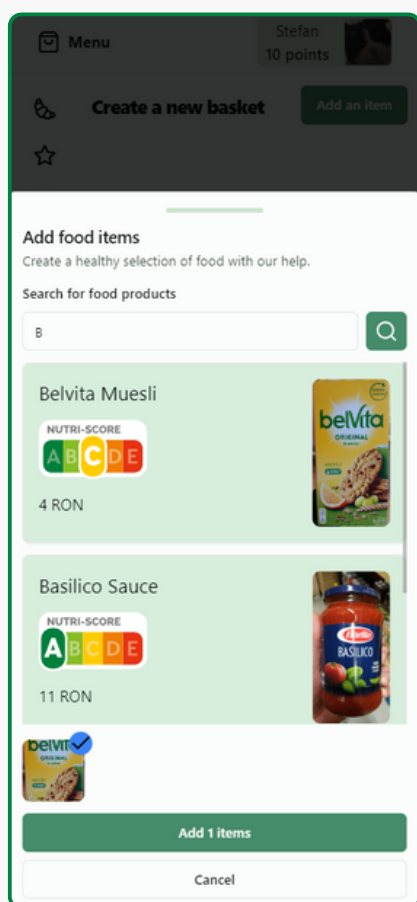 Menu
Stefan
10 points
Create a new basket
Add an item
Add food items
Create a healthy selection of food with our help.
Search for food products
B
Belvita Muesli
NUTRI-SCORE
A B C D E
4 RON
belVita
ORIGINAL
Basilico Sauce
NUTRI-SCORE
A B C D E
11 RON
Barilla
BASILICO
belVita
ORIGINAL
Add 1 items
Cancel